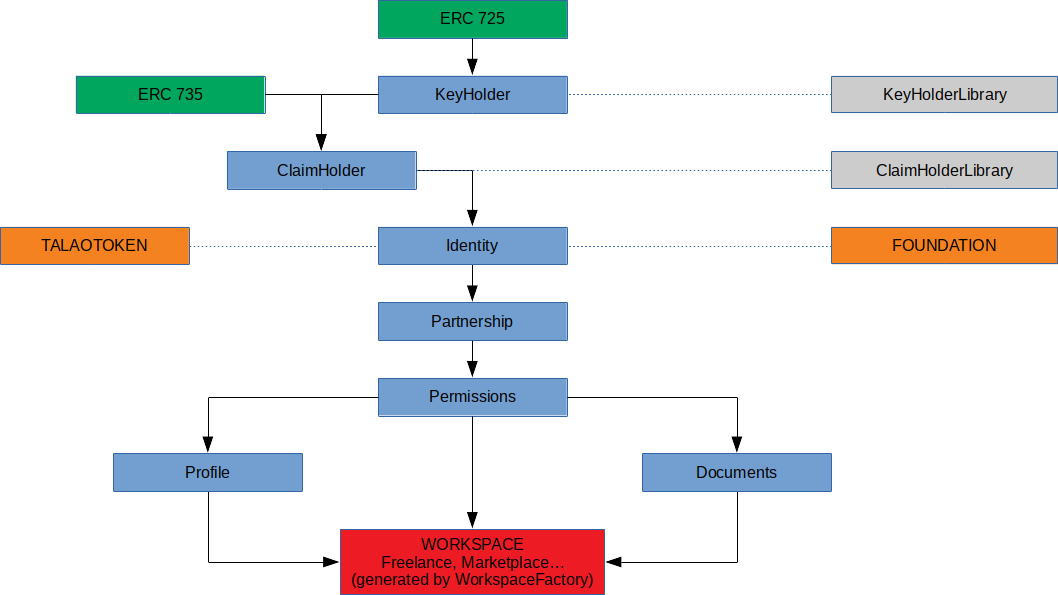 ERC 725
ERC 735
KeyHolder
KeyHolderLibrary
ClaimHolder
ClaimHolderLibrary
TALAOTOKEN
Identity
FOUNDATION
Partnership
Permissions
Profile
Documents
WORKSPACE
Freelance, Marketplace…
(generated by WorkspaceFactory)